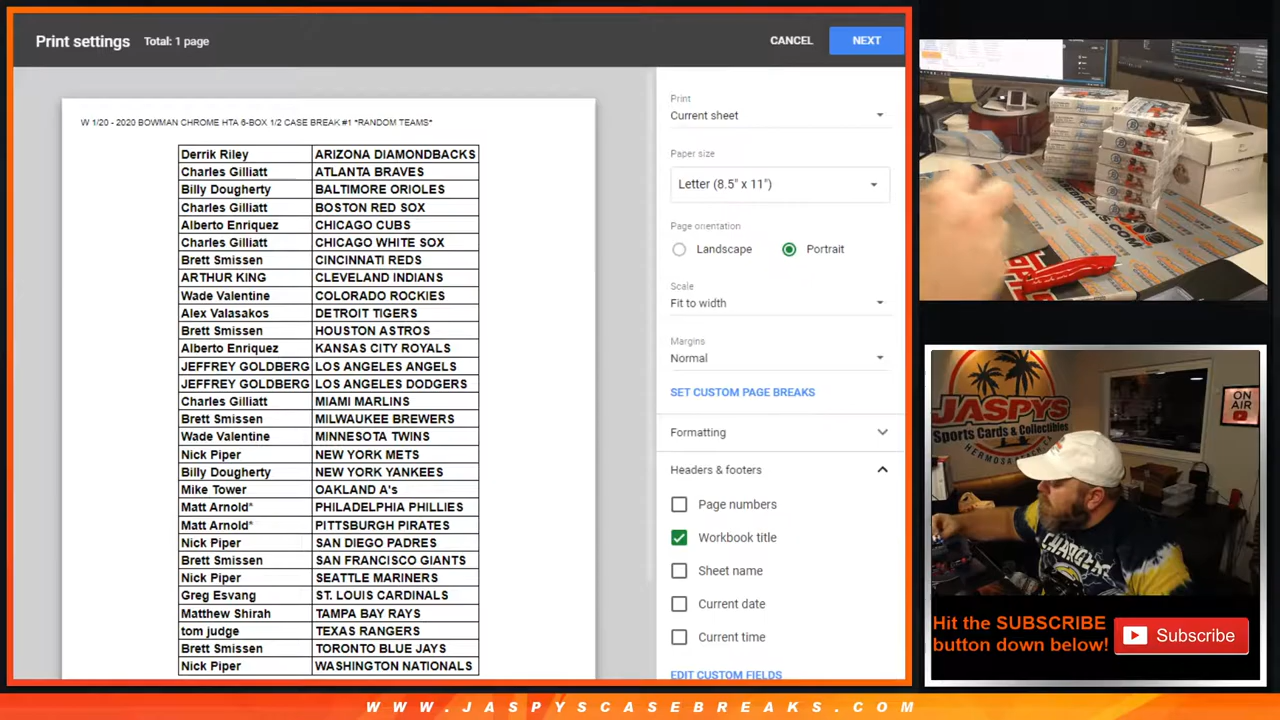 Print settings Total: 1 page CANCEL NEXT
W 1/20 - 2020 BOWMAN CHROME HTA 6-BOX 1/2 CASE BREAK #1 *RANDOM TEAMS*
Derrik Riley ARIZONA DIAMONDBACKS
Charles Gilliatt ATLANTA BRAVES
Billy Dougherty BALTIMORE ORIOLES
Charles Gilliatt BOSTON RED SOX
Alberto Enriquez CHICAGO CUBS
Charles Gilliatt CHICAGO WHITE SOX
Brett Smissen CINCINNATI REDS
ARTHUR KING CLEVELAND INDIANS
Wade Valentine COLORADO ROCKIES
Alex Valasakos DETROIT TIGERS
Brett Smissen HOUSTON ASTROS
Alberto Enriquez KANSAS CITY ROYALS
JEFFREY GOLDBERG LOS ANGELES ANGELS
JEFFREY GOLDBERG LOS ANGELES DODGERS
Charles Gilliatt MIAMI MARLINS
Brett Smissen MILWAUKEE BREWERS
Wade Valentine MINNESOTA TWINS
Nick Piper NEW YORK METS
Billy Dougherty NEW YORK YANKEES
Mike Tower OAKLAND A's
Matt Arnold* PHILADELPHIA PHILLIES
Matt Arnold* PITTSBURGH PIRATES
Nick Piper SAN DIEGO PADRES
Brett Smissen SAN FRANCISCO GIANTS
Nick Piper SEATTLE MARINERS
Greg Esvang ST. LOUIS CARDINALS
Matthew Shirah TAMPA BAY RAYS
tom judge TEXAS RANGERS
Brett Smissen TORONTO BLUE JAYS
Nick Piper WASHINGTON NATIONALS
Print
Current sheet
Paper size
Letter (8.5" x 11")
Page orientation
Landscape Portrait
Scale
Fit to width
Margins
Normal
SET CUSTOM PAGE BREAKS
Formatting
Headers & footers
Page numbers
Workbook title
Sheet name
Current date
Current time
EDIT CUSTOM FIELDS
JASPYS
Sports Cards & Collectibles
HERMOSA BEACH
ON
AIR
CHARGERS
Hit the SUBSCRIBE
button down below!
Subscribe
WWW.JASPYSCASEBREAKS.COM